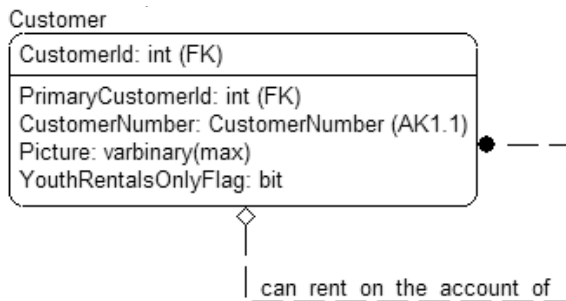 Customer
CustomerId: int (FK)
PrimaryCustomerId: int (FK)
CustomerNumber: CustomerNumber (AK1.1)
Picture: varbinary(max)
YouthRentalsOnlyFlag: bit
can rent on the account of